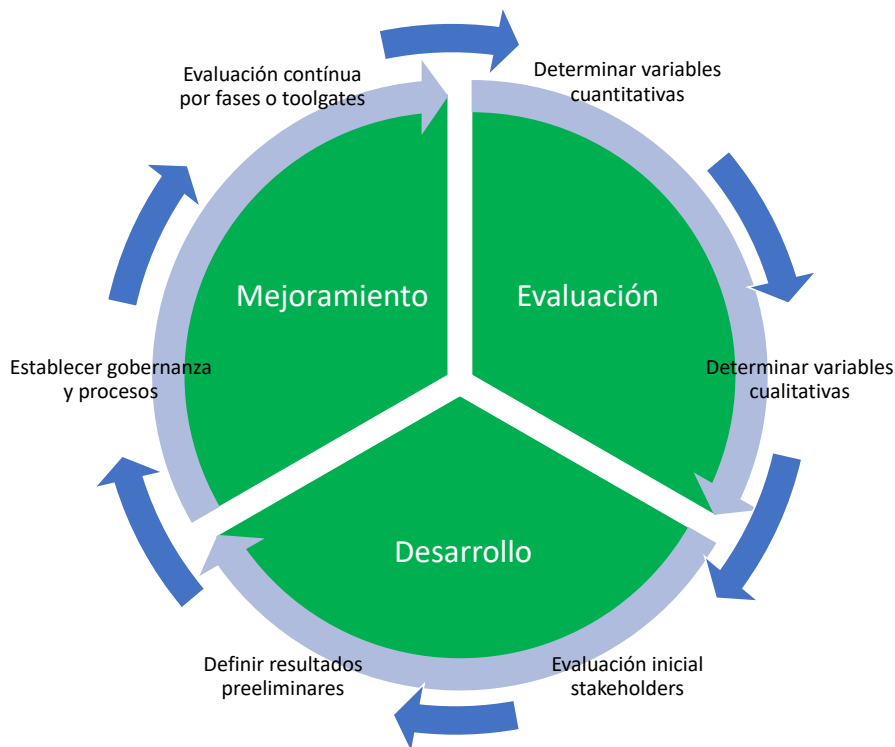 Evaluación contínua
por fases o toolgates
Determinar variables
cuantitativas
Mejoramiento
Evaluación
Establecer gobernanza
y procesos
Determinar variables
cualitativas
Desarrollo
Definir resultados
preeliminares
Evaluación inicial
stakeholders